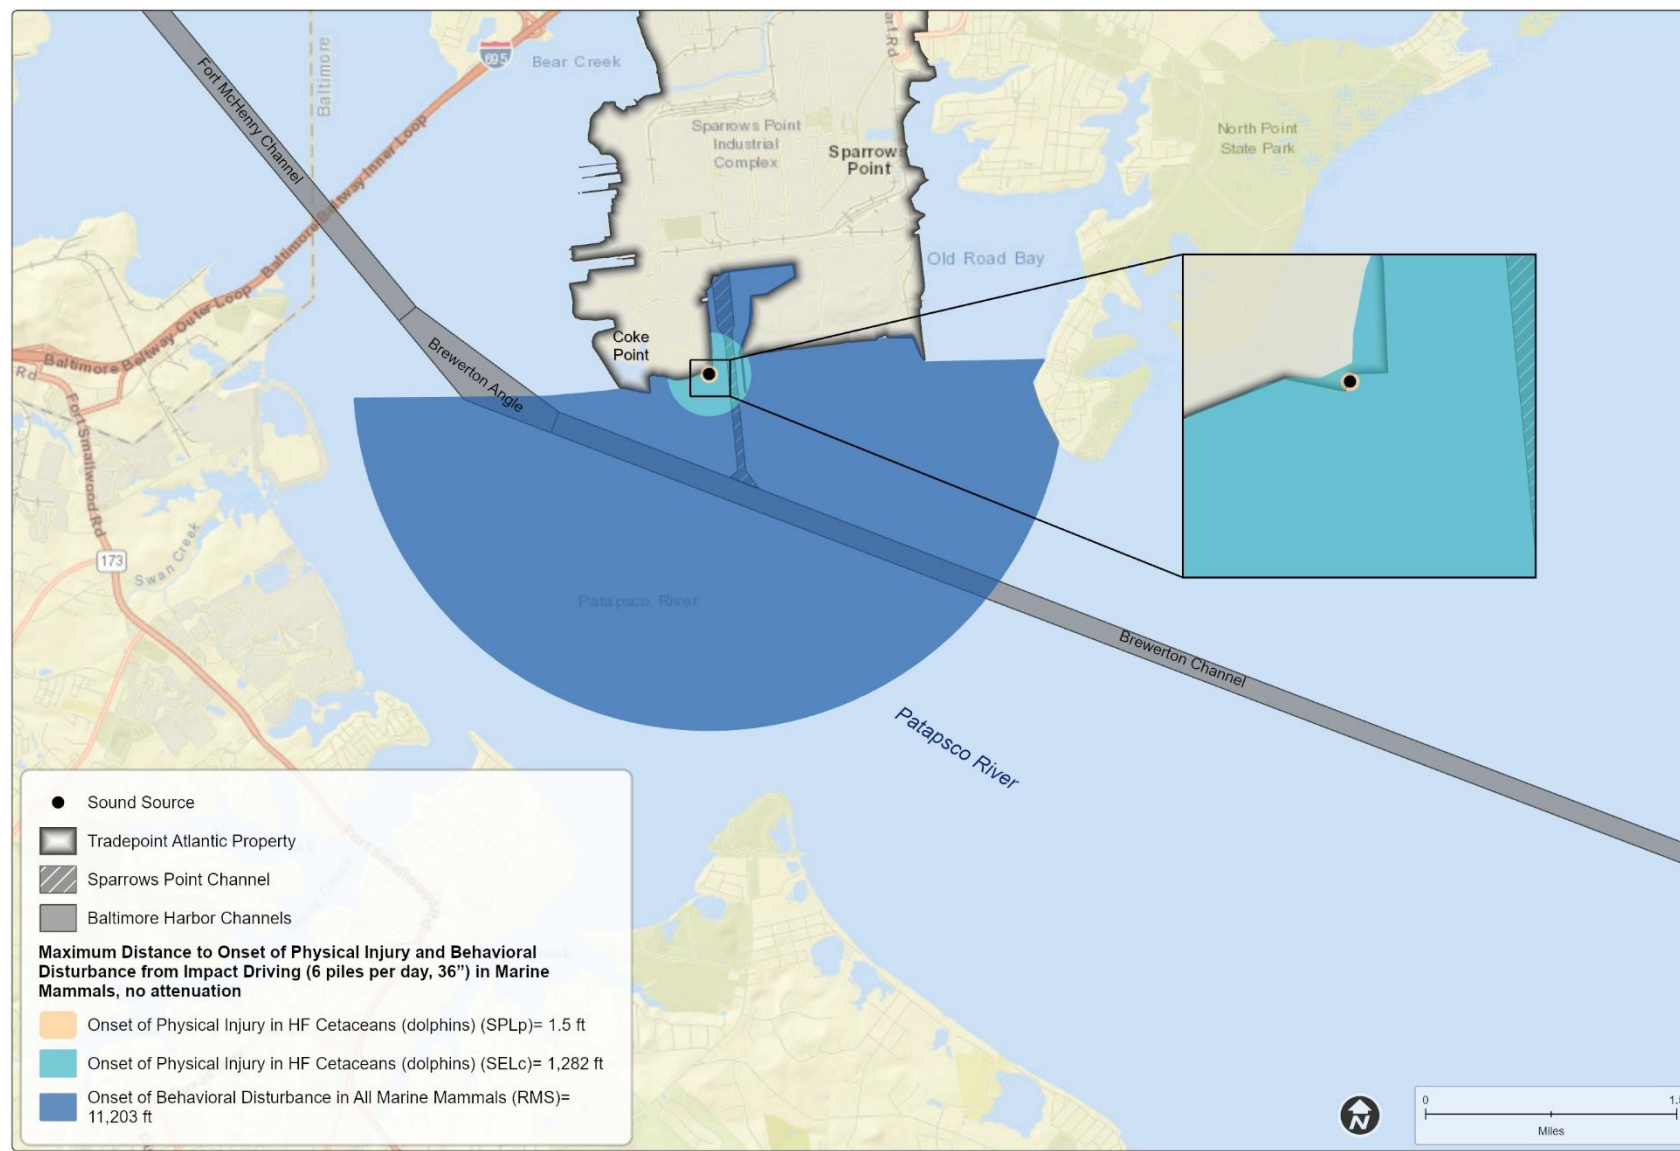 Fort McHenry Channel
Baltimore
695
Bear Creek
Baltimore Beltway Inner Loop
Sparrows Point
Industrial
Complex
Sparrows
Point
North Point
State Park
Old Road Bay
Baltimore Beltway Outer Loop
Rd
Coke
Point
Brewerton Angle
Fort Smallwood Rd
173
Swan Creek
Patapsco River
Brewerton Channel
Patapsco River
Sound Source
Tradepoint Atlantic Property
Sparrows Point Channel
Baltimore Harbor Channels
Maximum Distance to Onset of Physical Injury and Behavioral
Disturbance from Impact Driving (6 piles per day, 36”) in Marine
Mammals, no attenuation
Onset of Physical Injury in HF Cetaceans (dolphins) (SPLp)= 1.5 ft
Onset of Physical Injury in HF Cetaceans (dolphins) (SELc)= 1,282 ft
Onset of Behavioral Disturbance in All Marine Mammals (RMS)=
11,203 ft
N
0
Miles